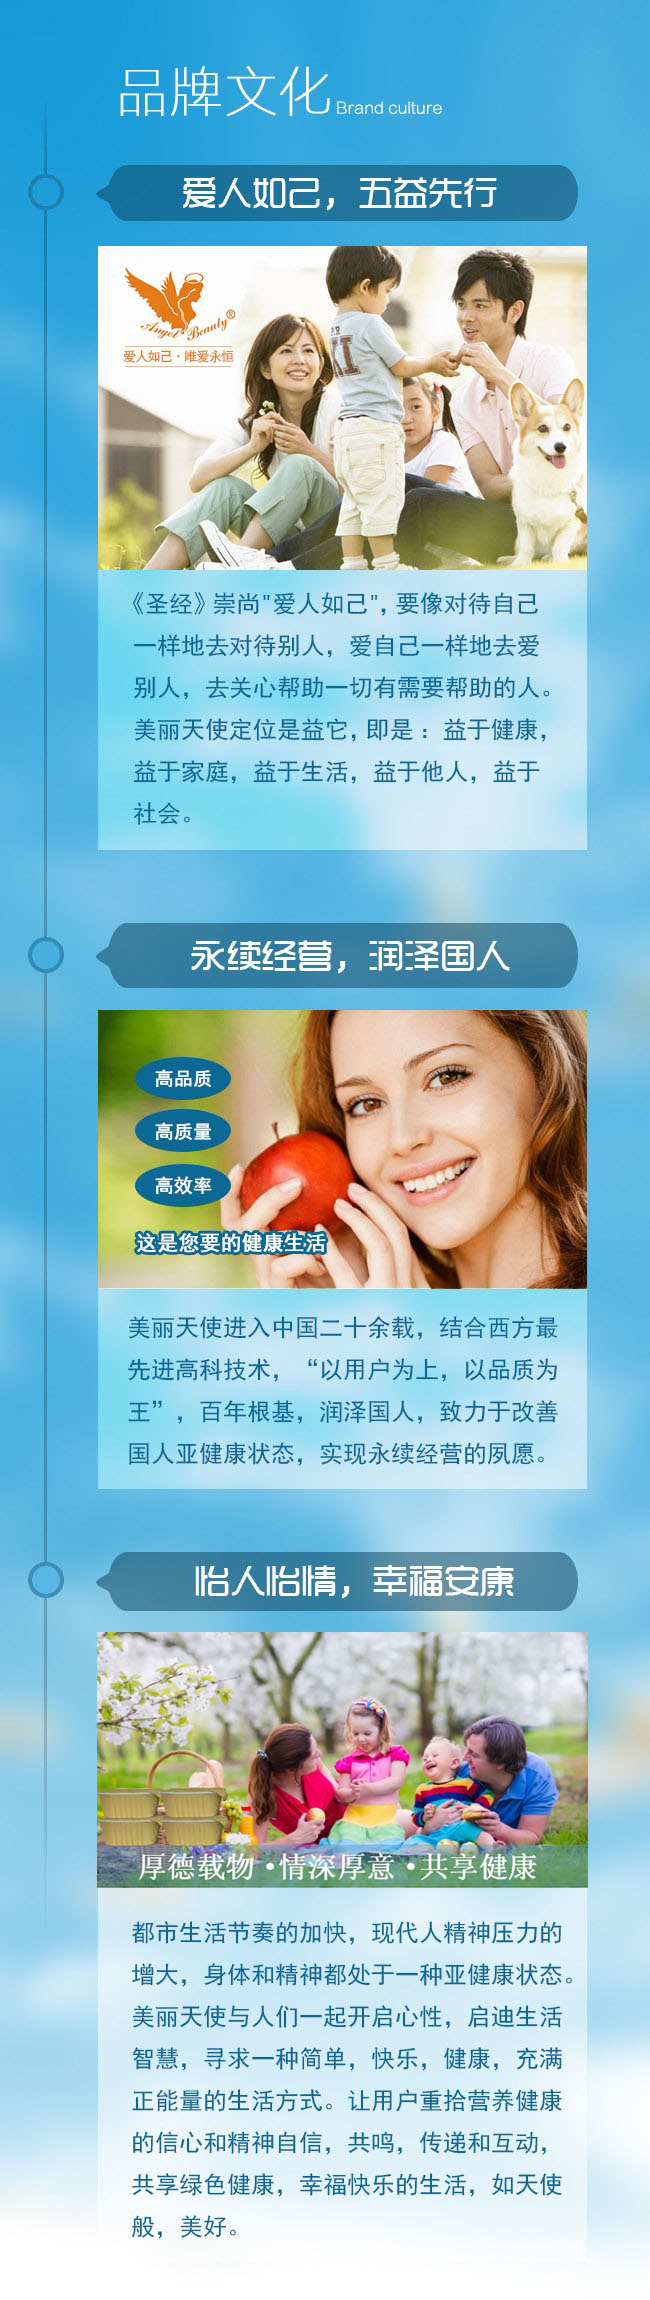 品牌文化 Brand culture
爱人如己，五益先行
Angel Beauty®
爱人如己·唯爱永恒
《圣经》崇尚"爱人如己"，要像对待自己
一样地去对待别人，爱自己一样地去爱
别人，去关心帮助一切有需要帮助的人。
美丽天使定位是益它，即是：益于健康，
益于家庭，益于生活，益于他人，益于
社会。
永续经营，润泽国人
高品质
高质量
高效率
这是您要的健康生活
美丽天使进入中国二十余载，结合西方最
先进高科技术，“以用户为上，以品质为
王”，百年根基，润泽国人，致力于改善
国人亚健康状态，实现永续经营的夙愿。
怡人怡情，幸福安康
厚德载物·情深厚意·共享健康
都市生活节奏的加快，现代人精神压力的
增大，身体和精神都处于一种亚健康状态。
美丽天使与人们一起开启心性，启迪生活
智慧，寻求一种简单，快乐，健康，充满
正能量的生活方式。让用户重拾营养健康
的信心和精神自信，共鸣，传递和互动，
共享绿色健康，幸福快乐的生活，如天使
般，美好。